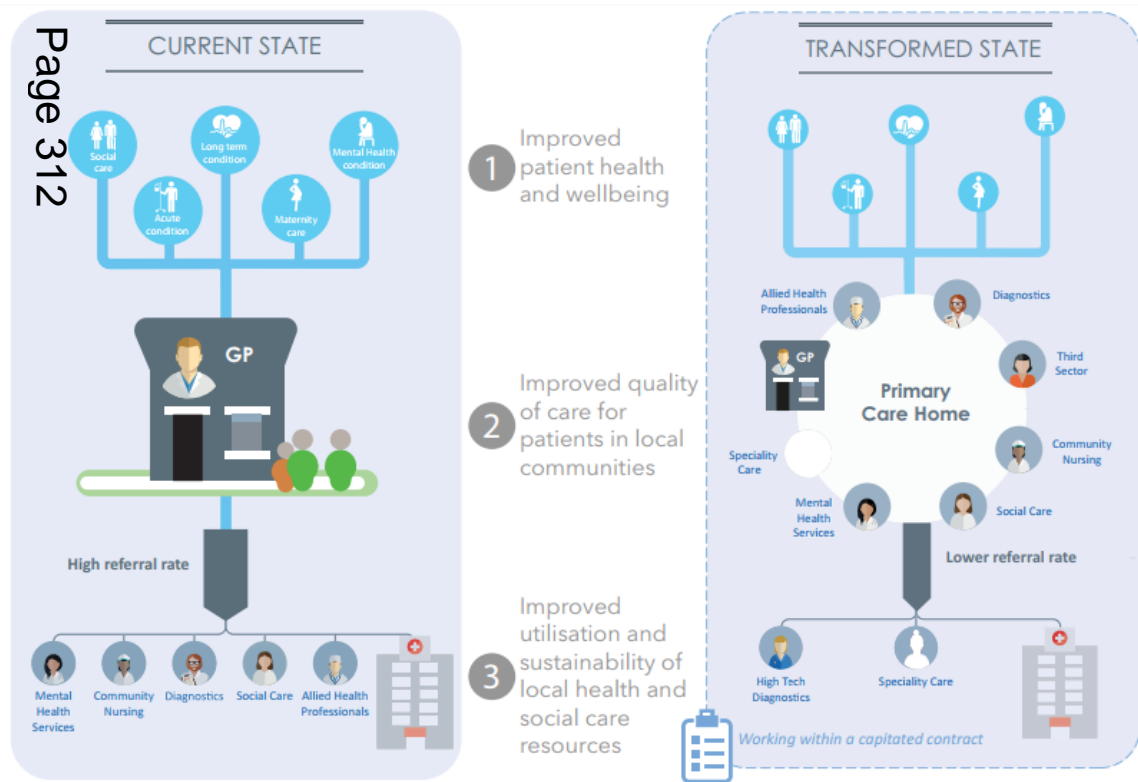 Page 312
CURRENT STATE
Social
care
Long term
condition
Mental Health
condition
Acute
condition
Maternity
care
GP
High referral rate
Mental
Health
Services
Community
Nursing
Diagnostics
Social Care
Allied Health
Professionals
1
Improved
patient health
and wellbeing
2
Improved quality
of care for
patients in local
communities
3
Improved
utilisation and
sustainability of
local health and
social care
resources
TRANSFORMED STATE
Allied Health
Professionals
Diagnostics
GP
Third
Sector
Primary
Care Home
Speciality
Care
Community
Nursing
Mental
Health
Services
Social Care
Lower referral rate
High Tech
Diagnostics
Speciality Care
Working within a capitated contract